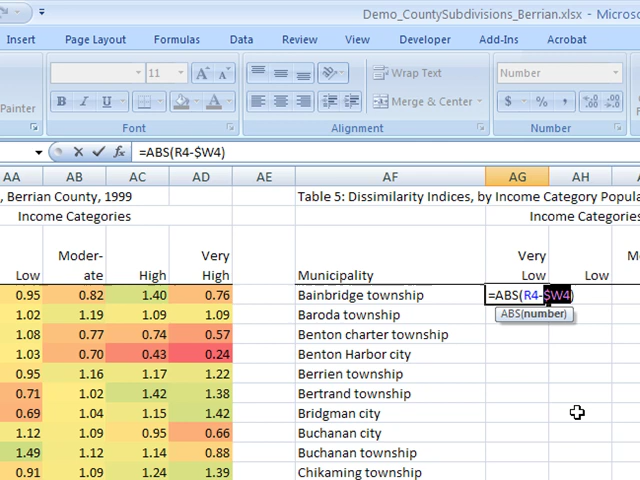 Demo_CountySubdivisions_Berrian.xlsx - Micros
Insert Page Layout Formulas Data Review View Developer Add-Ins Acrobat
11 A A Wrap Text Number
Painter B I U A Merge & Center $ % , .00 .0
Font Alignment Number
fx =ABS(R4-$W4)
AA AB AC AD AE AF AG AH
, Berrian County, 1999 Table 5: Dissimilarity Indices, by Income Category Popula
Income Categories Income Categories
Moder- Very Very M
Low ate High High Municipality Low Low
0.95 0.82 1.40 0.76 Bainbridge township =ABS(R4-$W4)
1.02 1.19 1.09 1.09 Baroda township ABS(number)
1.08 0.77 0.74 0.57 Benton charter township
1.03 0.70 0.43 0.24 Benton Harbor city
0.95 1.16 1.17 1.22 Berrien township
0.71 1.02 1.42 1.38 Bertrand township
0.69 1.04 1.15 1.42 Bridgman city
1.12 1.09 0.95 0.66 Buchanan city
1.49 1.12 1.14 0.88 Buchanan township
0.91 1.09 1.24 1.39 Chikaming township